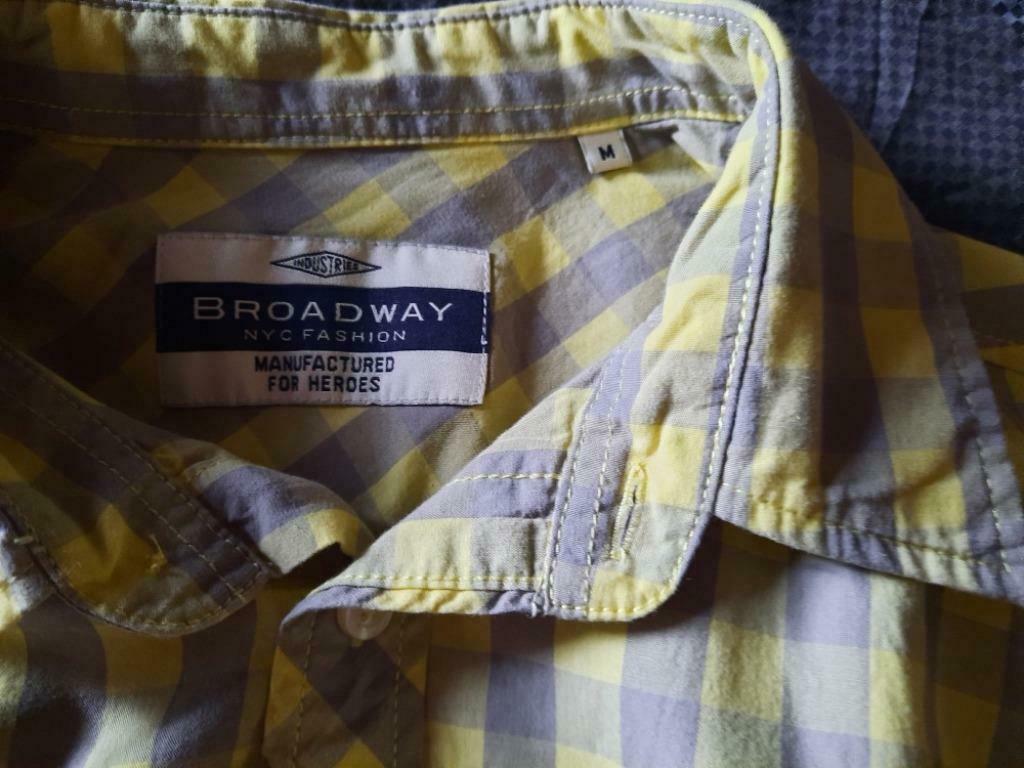 M
INDUSTRIES
BROADWAY
NYC FASHION
MANUFACTURED
FOR HEROES